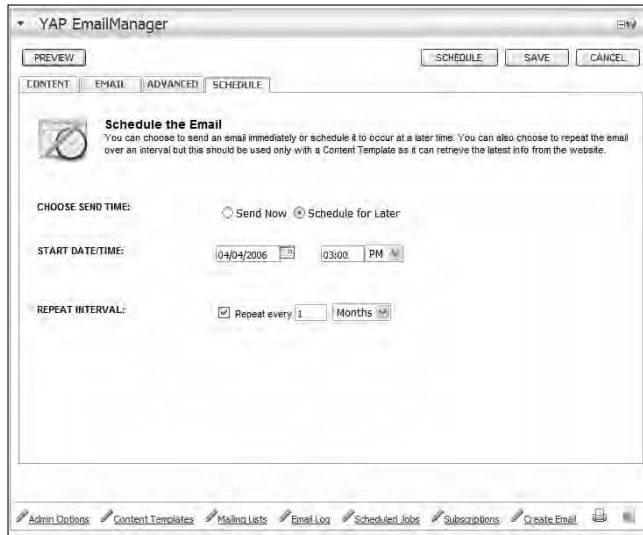 YAP EmailManager
PREVIEW SCHEDULE SAVE CANCEL
CONTENT EMAIL ADVANCED SCHEDULE
Schedule the Email
You can choose to send an email immediately or schedule it to occur at a later time. You can also choose to repeat the email
over an interval but this should be used only with a Content Template as it can retrieve the latest info from the website.
CHOOSE SEND TIME: Send Now Schedule for Later
START DATE/TIME: 04/04/2006 03:00 PM
REPEAT INTERVAL: Repeat every 1 Months
Admin Options Content Templates Mailing Lists Email Log Scheduled Jobs Subscriptions Create Email